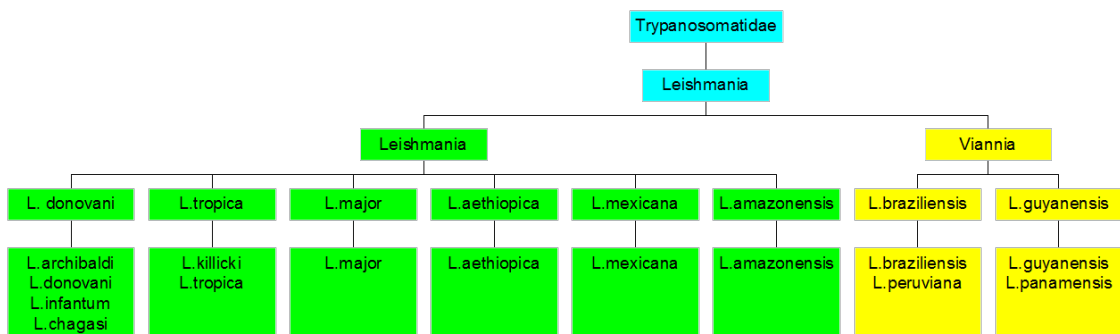 Trypanosomatidae
Leishmania
Leishmania
Viannia
L. donovani
L.tropica
L.major
L.aethiopica
L.mexicana
L.amazonensis
L.braziliensis
L.guyanensis
L.archibaldi
L.donovani
L.infantum
L.chagasi
L.killicki
L.tropica
L.major
L.aethiopica
L.mexicana
L.amazonensis
L.braziliensis
L.peruviana
L.guyanensis
L.panamensis